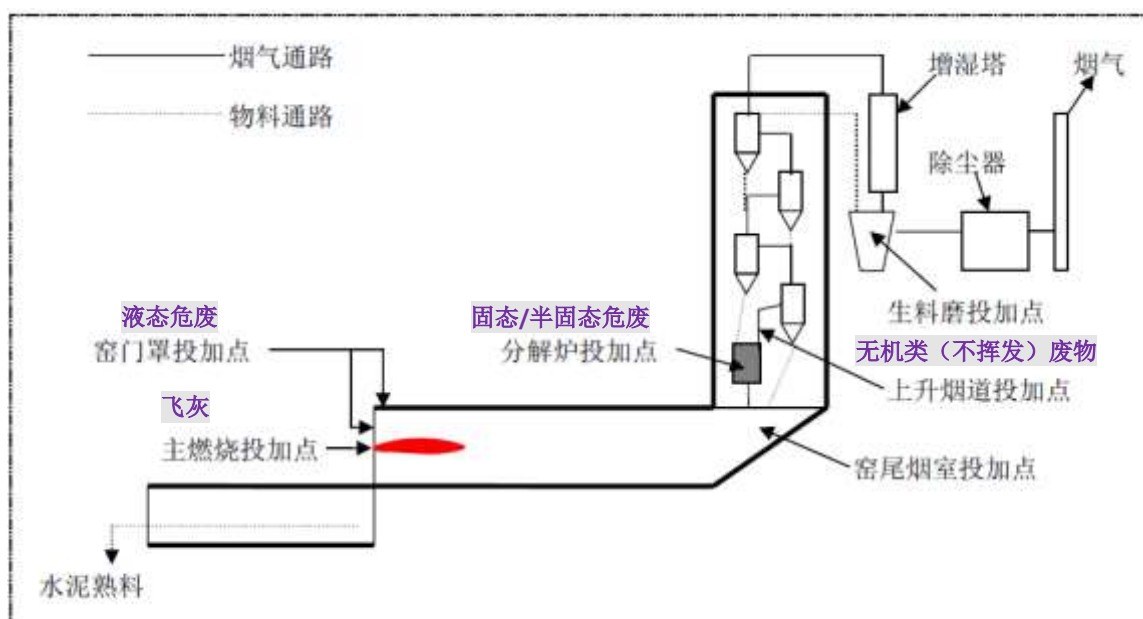 烟气通路
物料通路
增湿塔
烟气
除尘器
生料磨投加点
液态危废
窑门罩投加点
固态/半固态危废
分解炉投加点
无机类（不挥发）废物
上升烟道投加点
飞灰
主燃烧投加点
窑尾烟室投加点
水泥熟料